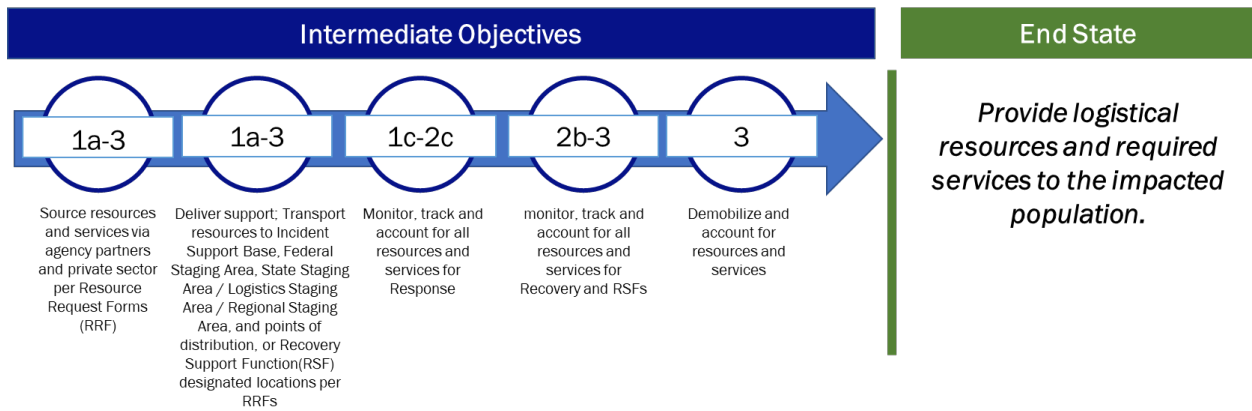 Intermediate Objectives
End State
1a-3
1a-3
1c-2c
2b-3
3
Source resources
and services via
agency partners
and private sector
per Resource
Request Forms
(RRF)
Deliver support; Transport
resources to Incident
Support Base, Federal
Staging Area, State Staging
Area / Logistics Staging
Area / Regional Staging
Area, and points of
distribution, or Recovery
Support Function(RSF)
designated locations per
RRFs
Monitor, track and
account for all
resources and
services for
Response
monitor, track and
account for all
resources and
services for
Recovery and RSFs
Demobilize and
account for
resources and
services
Provide logistical
resources and required
services to the impacted
population.